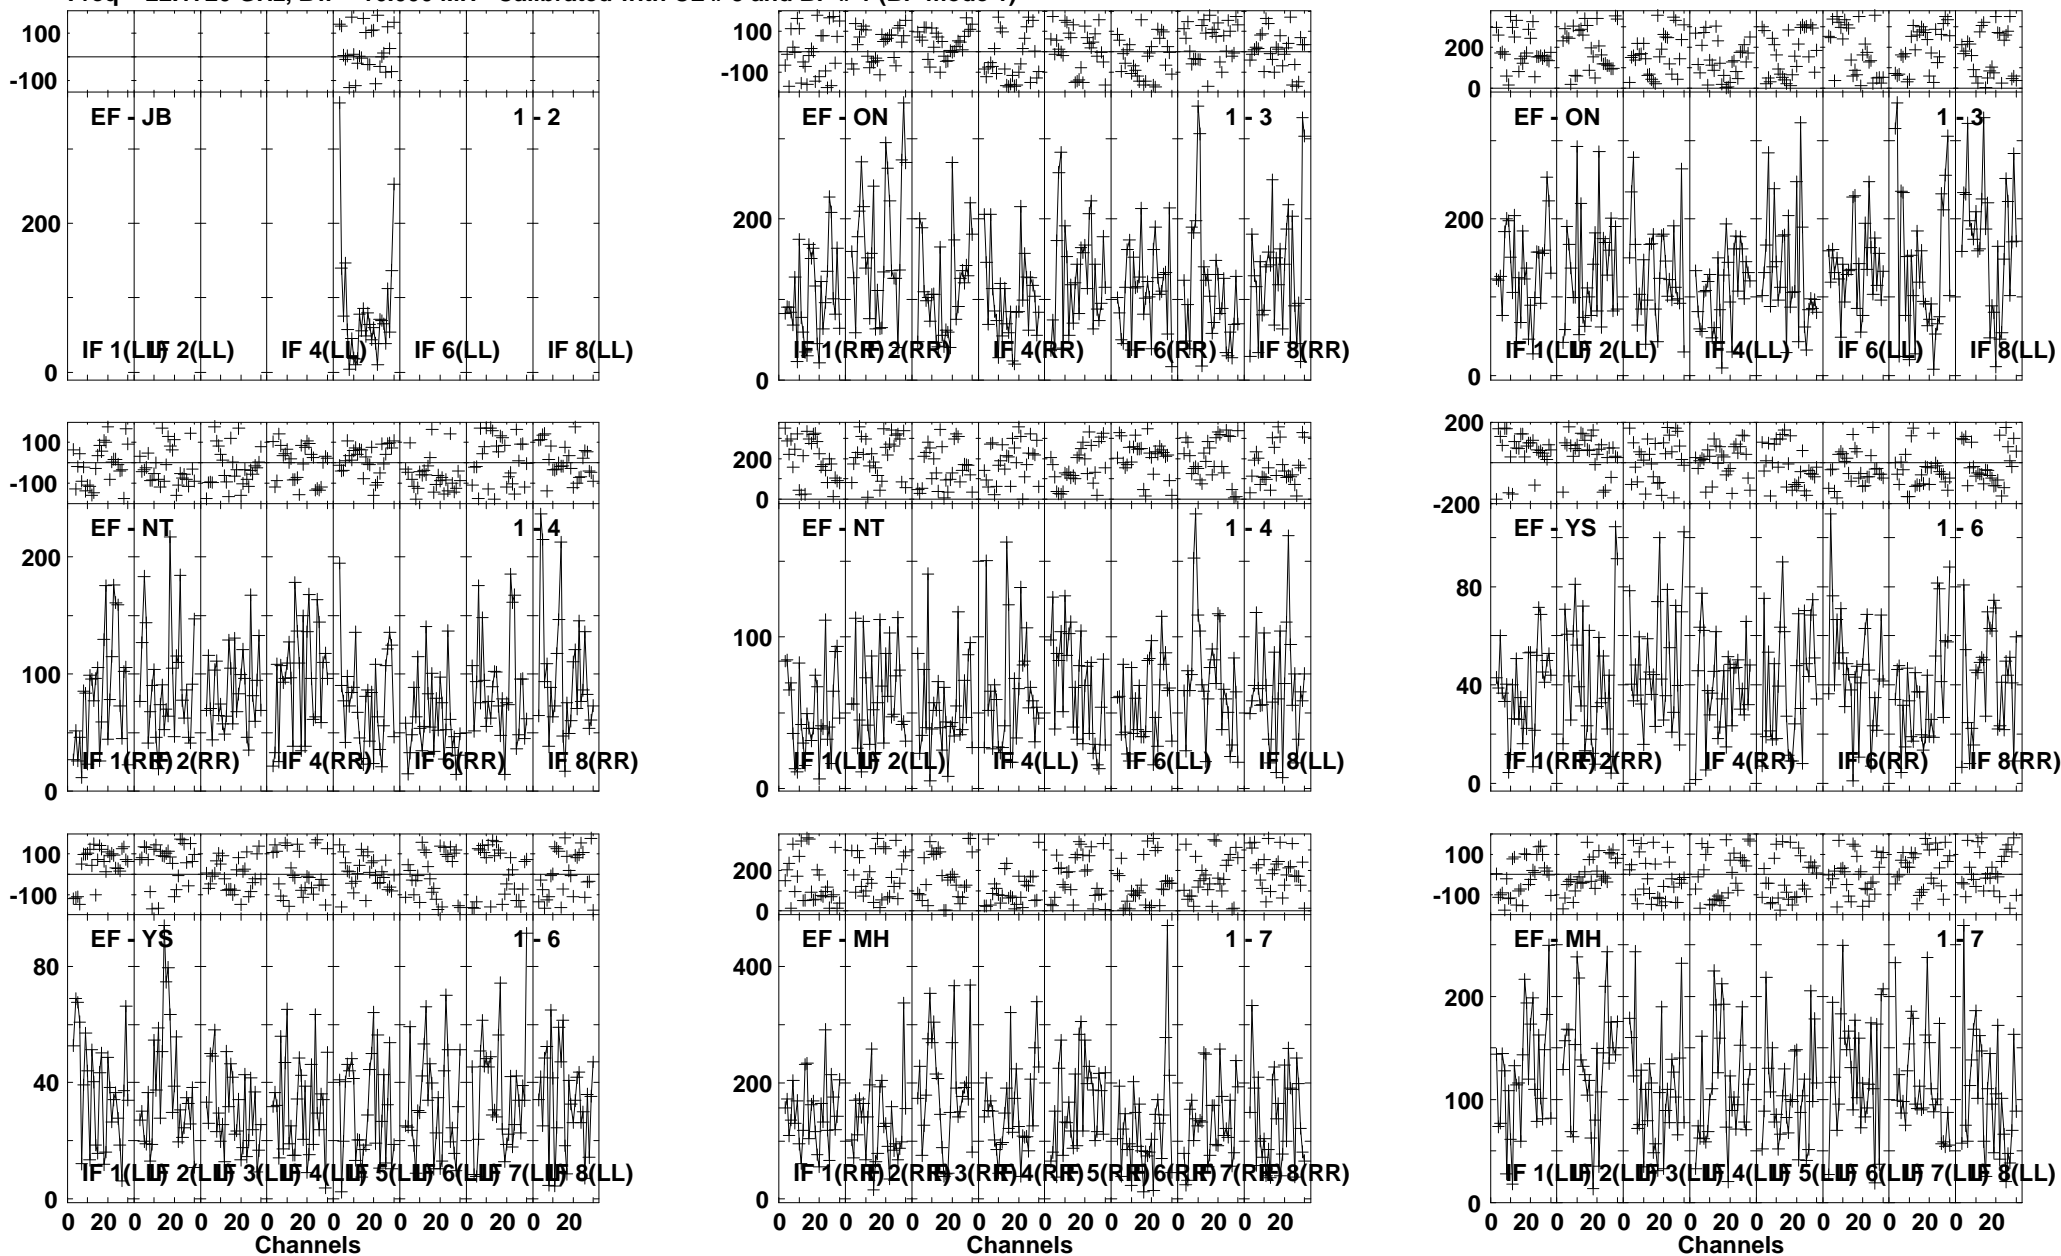 100
-100
EF - JB
1 - 2
200
0
IF 1(LL)
IF 2(LL)
IF 4(LL)
IF 6(LL)
IF 8(LL)
100
-100
EF - ON
1 - 3
200
0
IF 1(RR)
IF 2(RR)
IF 4(RR)
IF 6(RR)
IF 8(RR)
200
0
EF - ON
1 - 3
200
0
IF 1(LL)
IF 2(LL)
IF 4(LL)
IF 6(LL)
IF 8(LL)
100
-100
EF - NT
1 - 4
200
100
0
IF 1(RR)
IF 2(RR)
IF 4(RR)
IF 6(RR)
IF 8(RR)
200
0
EF - NT
1 - 4
100
0
IF 1(LL)
IF 2(LL)
IF 4(LL)
IF 6(LL)
IF 8(LL)
200
-200
EF - YS
1 - 6
80
40
0
IF 1(RR)
IF 2(RR)
IF 4(RR)
IF 6(RR)
IF 8(RR)
100
-100
EF - YS
1 - 6
80
40
0
IF 1(LL)
IF 2(LL)
IF 3(LL)
IF 4(LL)
IF 5(LL)
IF 6(LL)
IF 7(LL)
IF 8(LL)
0 20 0 20 0 20 0 20 0 20 0 20 0 20 0 20
Channels
200
0
EF - MH
1 - 7
400
200
0
IF 1(RR)
IF 2(RR)
IF 3(RR)
IF 4(RR)
IF 5(RR)
IF 6(RR)
IF 7(RR)
IF 8(RR)
0 20 0 20 0 20 0 20 0 20 0 20 0 20 0 20
Channels
100
-100
EF - MH
1 - 7
200
100
0
IF 1(LL)
IF 2(LL)
IF 3(LL)
IF 4(LL)
IF 5(LL)
IF 6(LL)
IF 7(LL)
IF 8(LL)
0 20 0 20 0 20 0 20 0 20 0 20 0 20 0 20
Channels